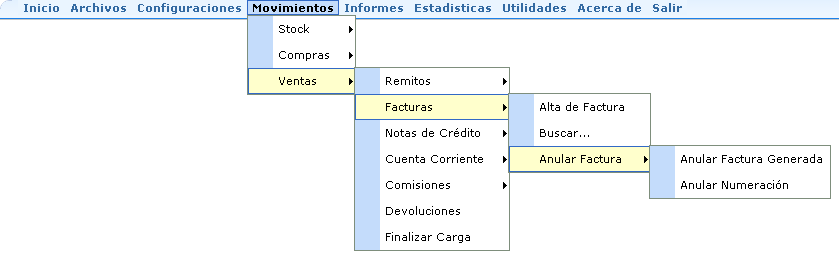 Inicio Archivos Configuraciones Movimientos Informes Estadisticas Utilidades Acerca de Salir
Stock
Compras
Ventas
Remitos
Facturas
Notas de Crédito
Cuenta Corriente
Comisiones
Devoluciones
Finalizar Carga
Alta de Factura
Buscar...
Anular Factura
Anular Factura Generada
Anular Numeración